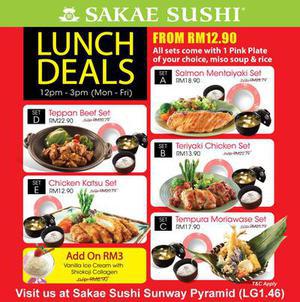 SAKAE SUSHI®
LUNCH
DEALS
12pm - 3pm (Mon - Fri)
FROM RM12.90
All sets come with 1 Pink Plate
of your choice, miso soup & rice
SET
A
Salmon Mentaiyaki Set
RM18.90
SET
D
Teppan Beef Set
RM22.90
SET
B
Teriyaki Chicken Set
RM13.90
SET
E
Chicken Katsu Set
RM12.90
SET
C
Tempura Moriawase Set
RM17.90
Add On RM3
Vanilla Ice Cream with
Shiokoji Collagen
T&C Apply
Visit us at Sakae Sushi Sunway Pyramid (LG1.46)